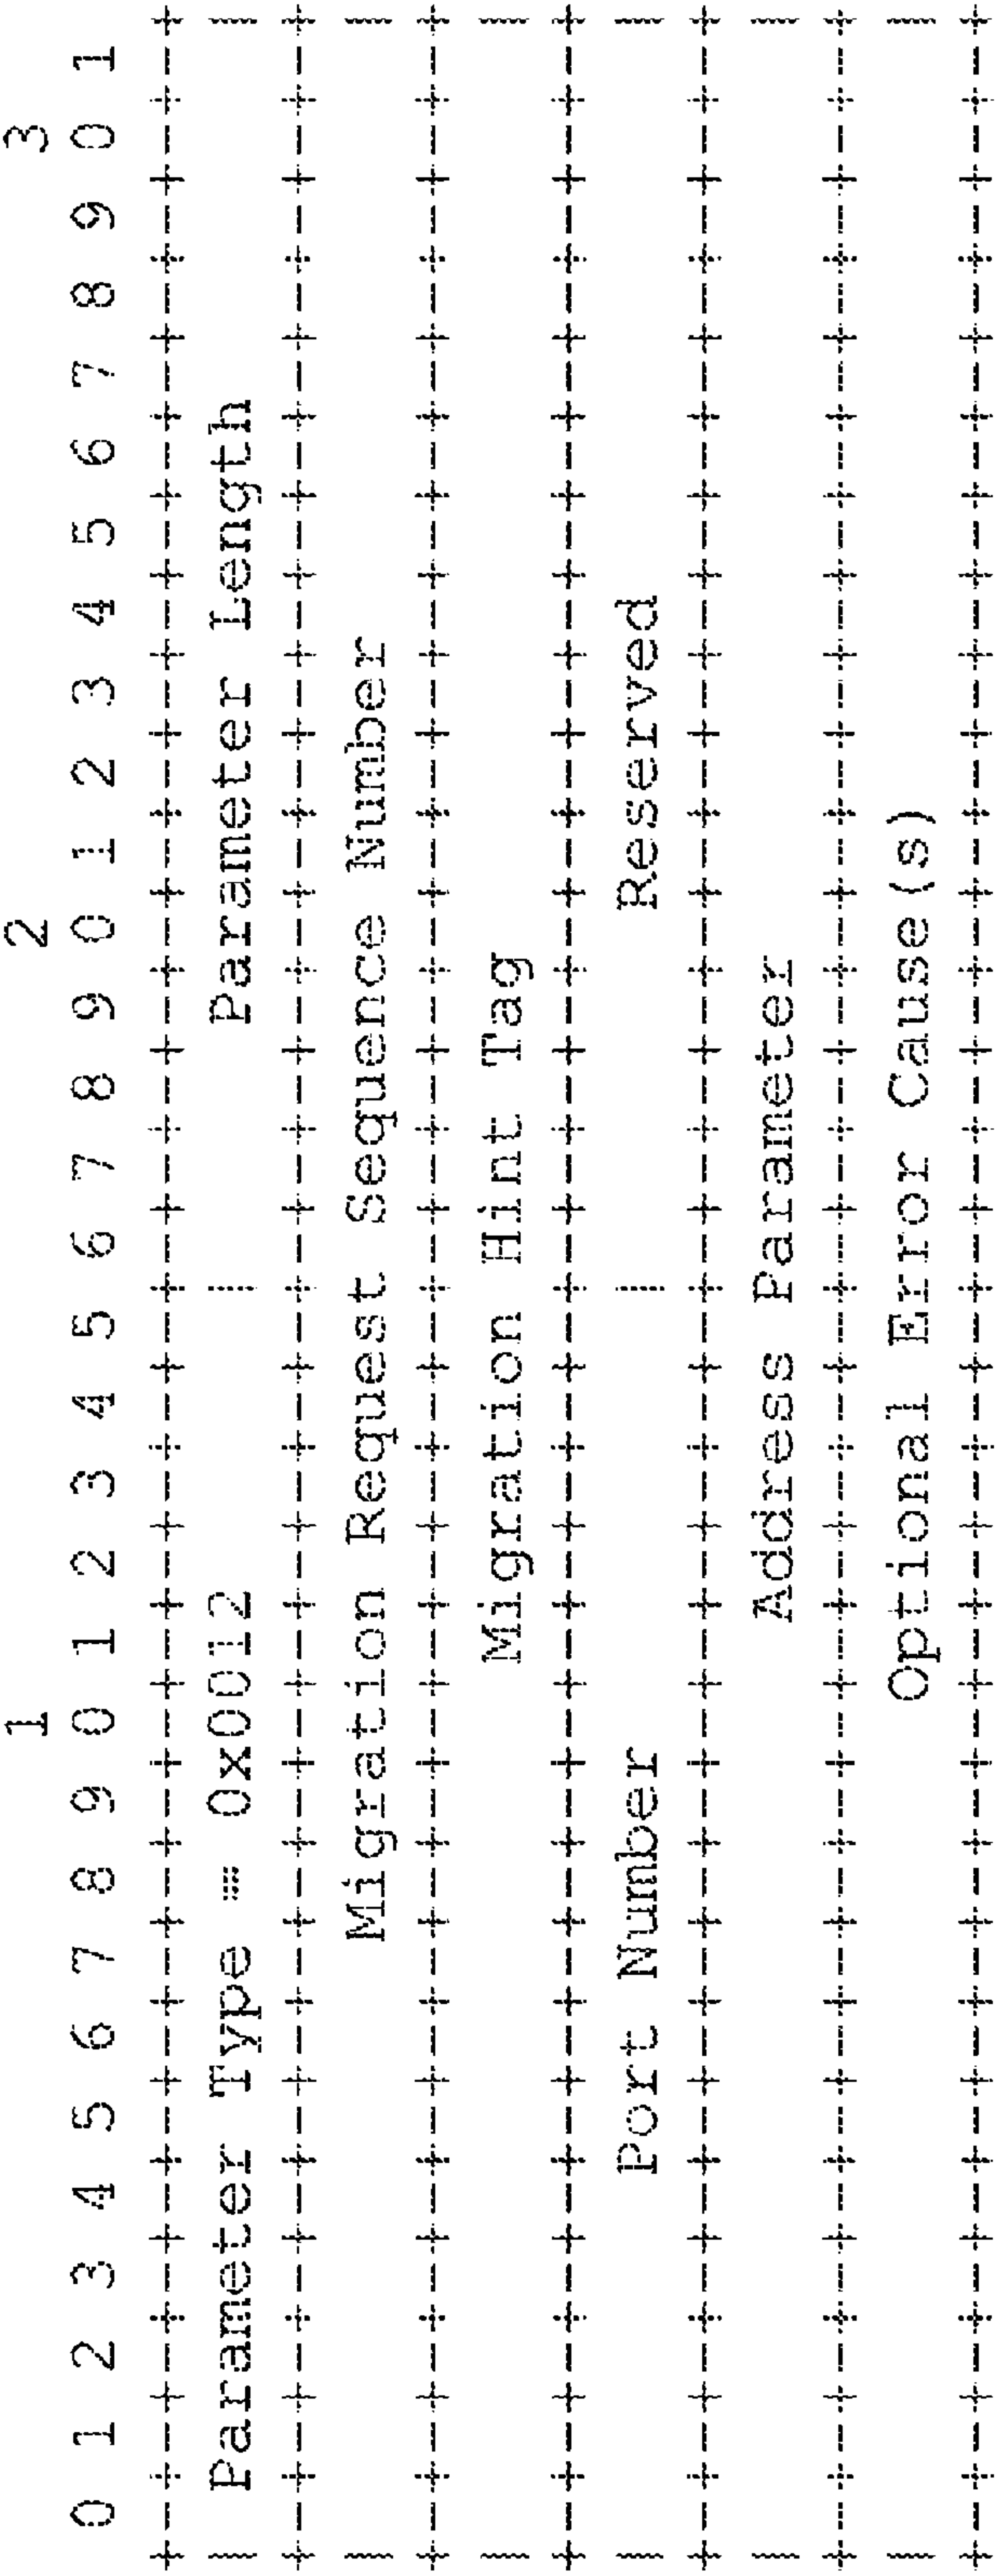 0                   1                   2                   3
 0 1 2 3 4 5 6 7 8 9 0 1 2 3 4 5 6 7 8 9 0 1 2 3 4 5 6 7 8 9 0 1
+-+-+-+-+-+-+-+-+-+-+-+-+-+-+-+-+-+-+-+-+-+-+-+-+-+-+-+-+-+-+-+-+
| Parameter Type = 0x0012 | Parameter Length |
+-+-+-+-+-+-+-+-+-+-+-+-+-+-+-+-+-+-+-+-+-+-+-+-+-+-+-+-+-+-+-+-+
| Migration Request Sequence Number |
+-+-+-+-+-+-+-+-+-+-+-+-+-+-+-+-+-+-+-+-+-+-+-+-+-+-+-+-+-+-+-+-+
| Migration Hint Tag |
+-+-+-+-+-+-+-+-+-+-+-+-+-+-+-+-+-+-+-+-+-+-+-+-+-+-+-+-+-+-+-+-+
| Port Number | Reserved |
+-+-+-+-+-+-+-+-+-+-+-+-+-+-+-+-+-+-+-+-+-+-+-+-+-+-+-+-+-+-+-+-+
| Address Parameter |
+-+-+-+-+-+-+-+-+-+-+-+-+-+-+-+-+-+-+-+-+-+-+-+-+-+-+-+-+-+-+-+-+
| Optional Error Cause(s) |
+-+-+-+-+-+-+-+-+-+-+-+-+-+-+-+-+-+-+-+-+-+-+-+-+-+-+-+-+-+-+-+-+